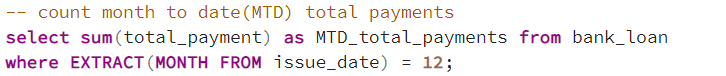 -- count month to date(MTD) total payments
select sum(total_payment) as MTD_total_payments from bank_loan
where EXTRACT(MONTH FROM issue_date) = 12;